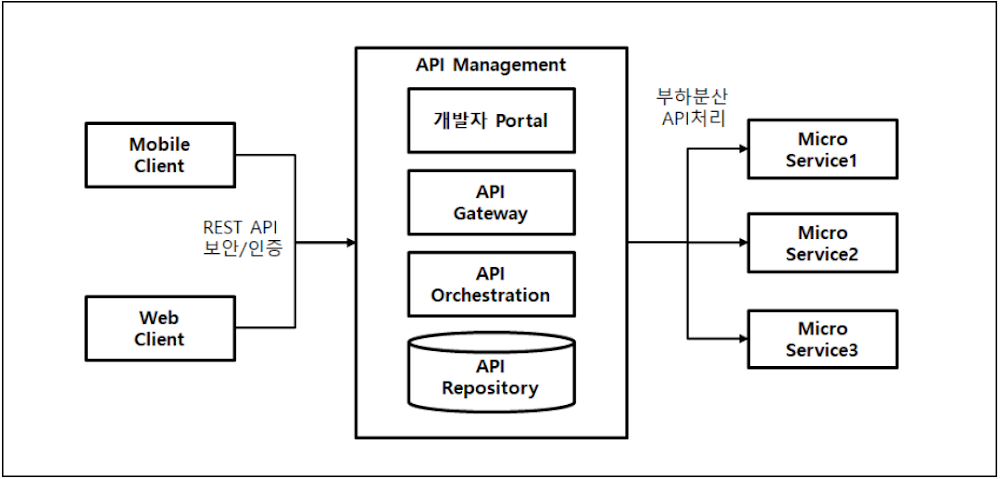 Mobile
Client
Web
Client
REST API
보안/인증
API Management
개발자 Portal
API
Gateway
API
Orchestration
API
Repository
부하분산
API처리
Micro
Service1
Micro
Service2
Micro
Service3